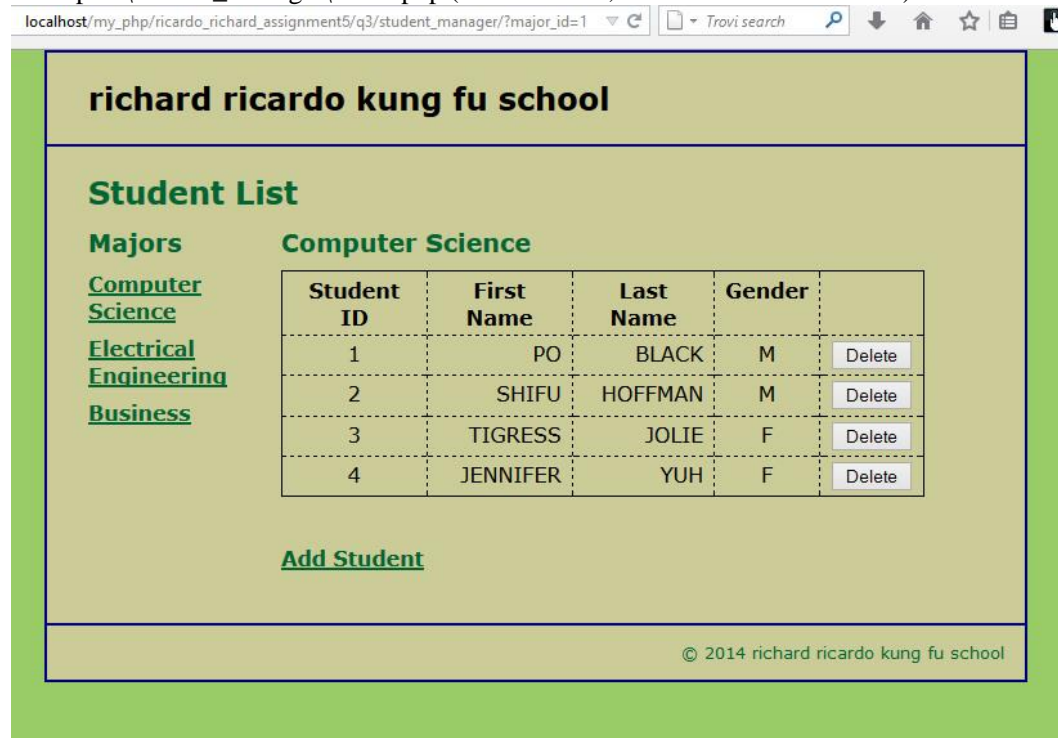 localhost/my_php/ricardo_richard_assignment5/q3/student_manager/?major_id=1 Trovi search
richard ricardo kung fu school
Student List
Majors
Computer
Science
Electrical
Engineering
Business
Computer Science
Student ID First Name Last Name Gender
1 PO BLACK M Delete
2 SHIFU HOFFMAN M Delete
3 TIGRESS JOLIE F Delete
4 JENNIFER YUH F Delete
Add Student
© 2014 richard ricardo kung fu school